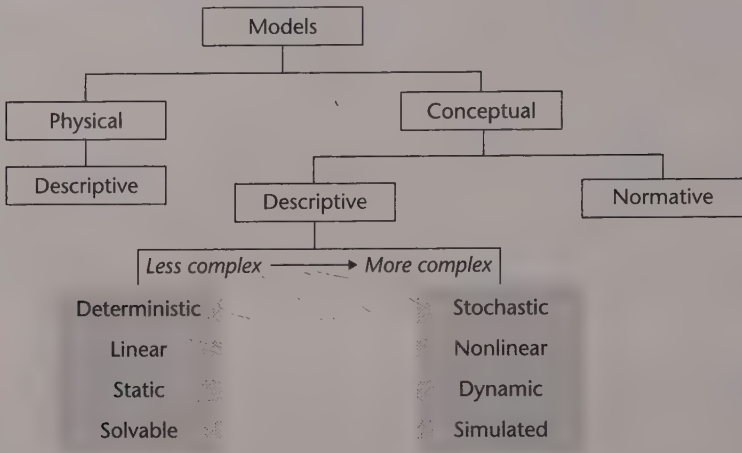 Models
Physical
Conceptual
Descriptive
Descriptive
Normative
Less complex → More complex
Deterministic
Stochastic
Linear
Nonlinear
Static
Dynamic
Solvable
Simulated